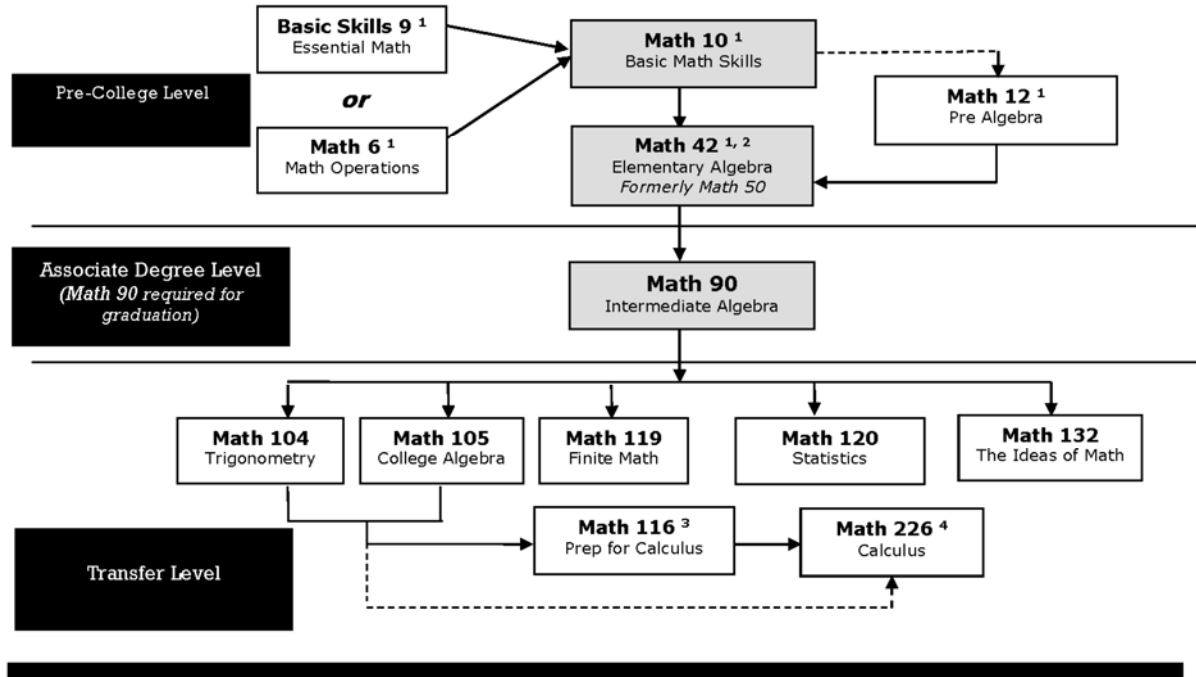 Basic Skills 9 ¹
Essential Math
or
Math 6 ¹
Math Operations
Math 10 ¹
Basic Math Skills
Math 12 ¹
Pre Algebra
Pre-College Level
Math 42 ¹, ²
Elementary Algebra
Formerly Math 50
Associate Degree Level
(Math 90 required for
graduation)
Math 90
Intermediate Algebra
Math 104
Trigonometry
Math 105
College Algebra
Math 119
Finite Math
Math 120
Statistics
Math 132
The Ideas of Math
Transfer Level
Math 116 ³
Prep for Calculus
Math 226 ⁴
Calculus